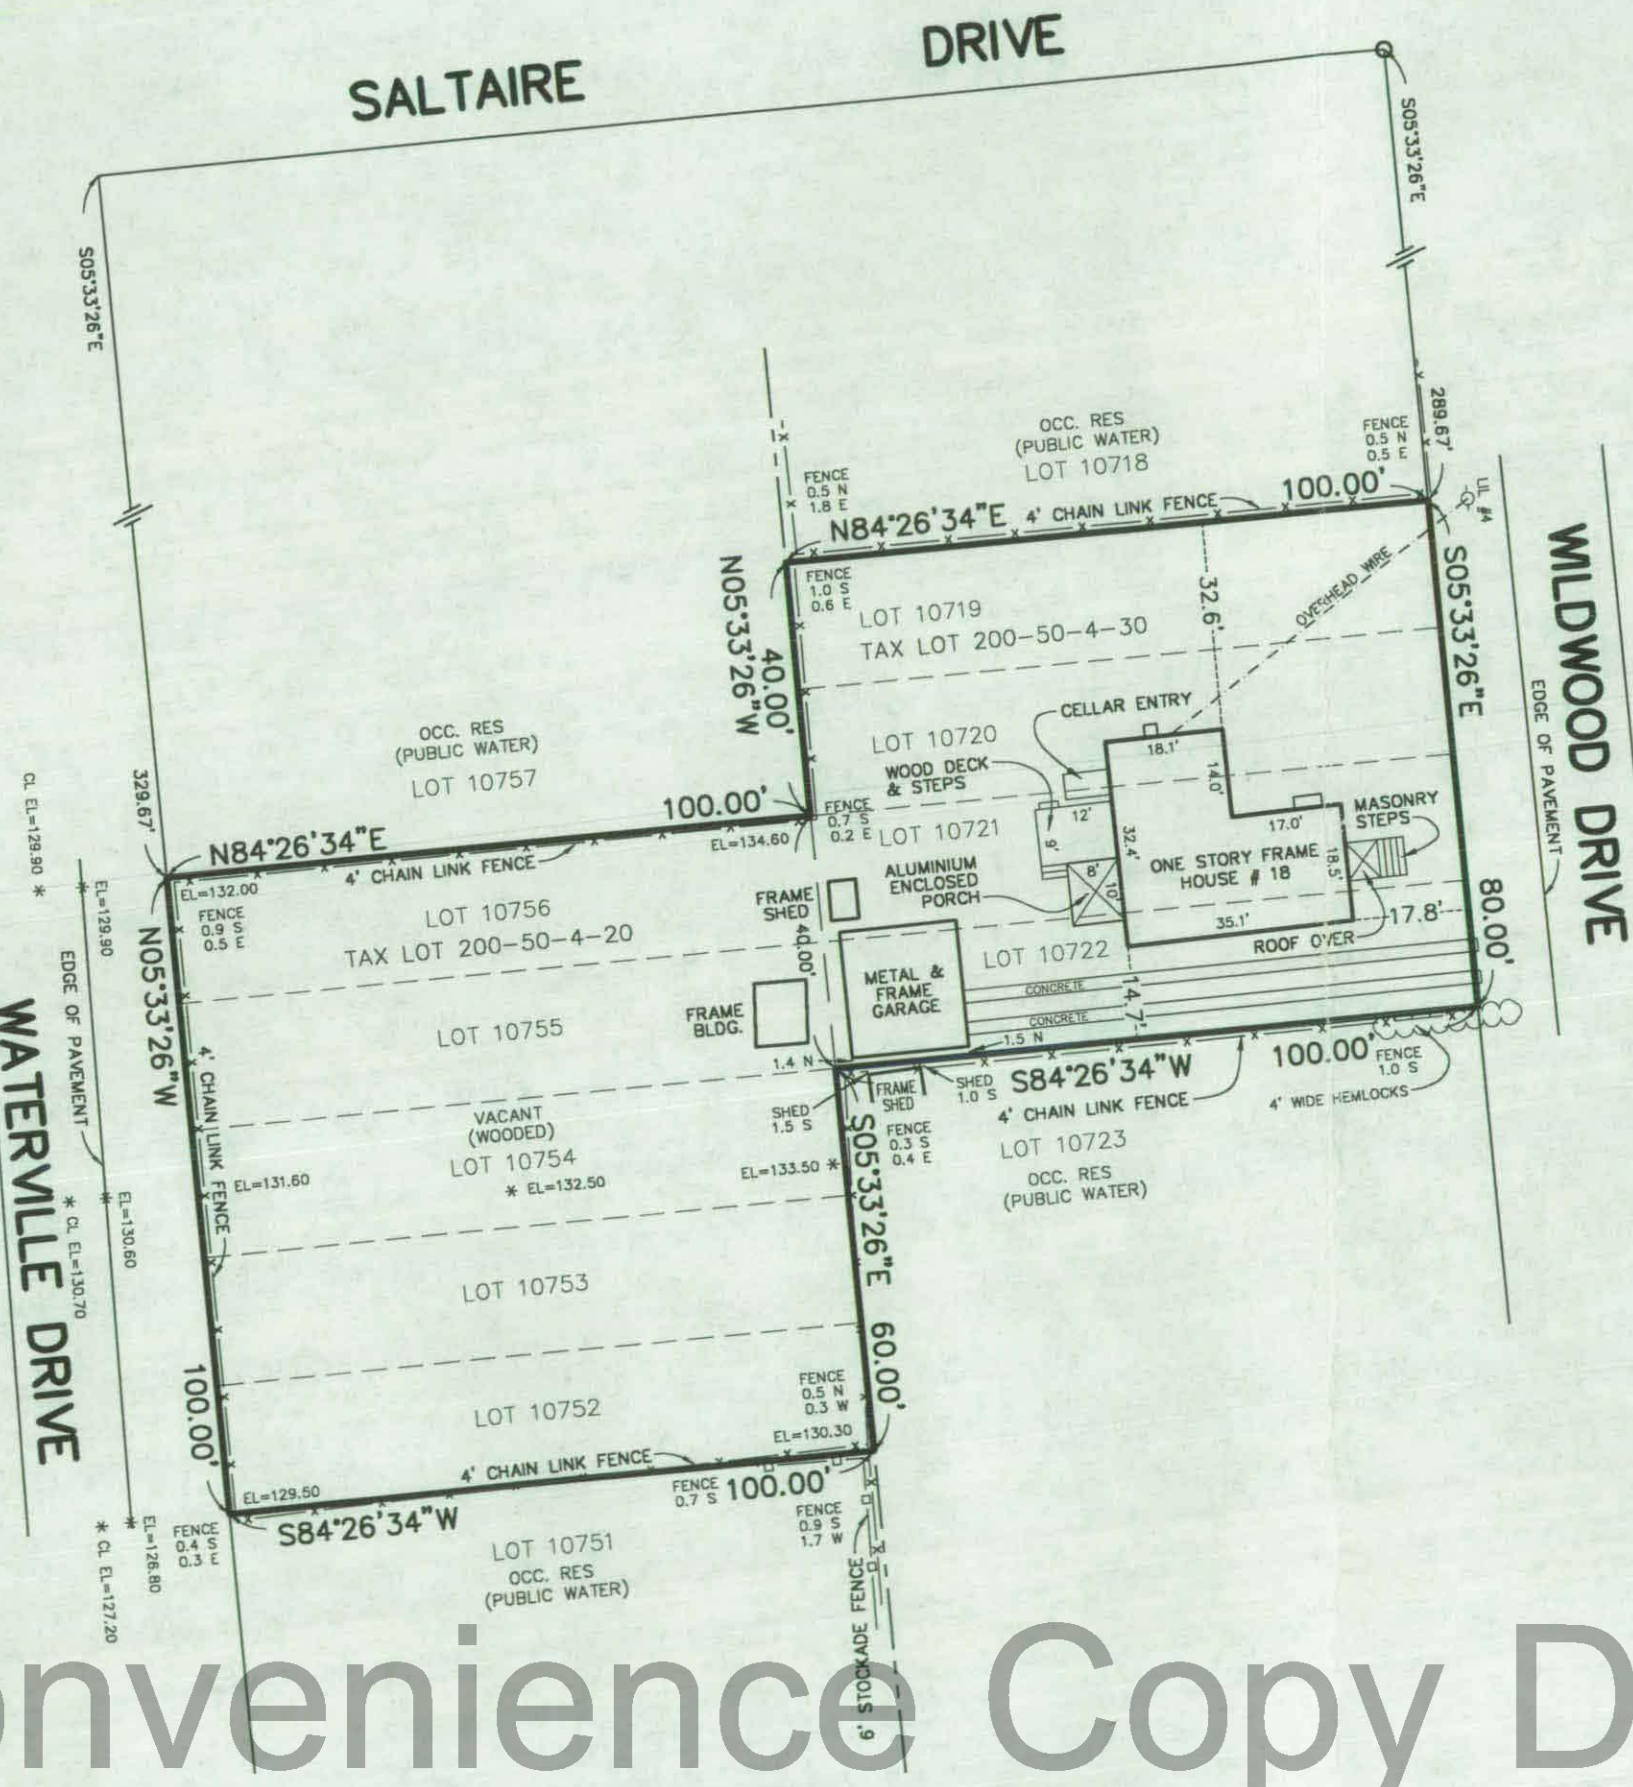 SALTAIRE DRIVE
S05°33'26"E
S05°33'26"E
289.67'
OCC. RES
(PUBLIC WATER)
LOT 10718
FENCE
0.5 N
0.5 E
FENCE
0.5 N
1.8 E
N84°26'34"E
4' CHAIN LINK FENCE
100.00'
LIL #4
WILDWOOD DRIVE
EDGE OF PAVEMENT
S05°33'26"E
80.00'
OVERHEAD WIRE
32.6'
N05°33'26"W
40.00'
FENCE
1.0 S
0.6 E
LOT 10719
TAX LOT 200-50-4-30
CELLAR ENTRY
LOT 10720
WOOD DECK
& STEPS
18.1'
14.0'
12'
9'
32.4'
17.0'
MASONRY
STEPS
18.5'
LOT 10721
ALUMINIUM
ENCLOSED
PORCH
8'
10'
ONE STORY FRAME
HOUSE # 18
35.1'
17.8'
ROOF OVER
OCC. RES
(PUBLIC WATER)
LOT 10757
329.67'
N84°26'34"E
4' CHAIN LINK FENCE
100.00'
FENCE
0.7 S
0.2 E
EL=134.60
EL=132.00
FENCE
0.9 S
0.5 E
LOT 10756
TAX LOT 200-50-4-20
FRAME
SHED
40.00'
METAL &
FRAME
GARAGE
LOT 10722
CONCRETE
CONCRETE
14.7'
CL EL=129.90 *
EL=129.90
EDGE OF PAVEMENT
WATERVILLE DRIVE
N05°33'26"W
LOT 10755
FRAME
BLDG.
1.4 N
1.5 N
S84°26'34"W
100.00'
FENCE
1.0 S
FRAME
SHED
SHED
1.0 S
4' CHAIN LINK FENCE
4' WIDE HEMLOCKS
SHED
1.5 S
FENCE
0.3 S
0.4 E
LOT 10723
OCC. RES
(PUBLIC WATER)
4' CHAIN LINK FENCE
VACANT
(WOODED)
LOT 10754
* EL=132.50
EL=133.50 *
EL=131.60
S05°33'26"E
60.00'
EL=130.60
* CL EL=130.70
LOT 10753
100.00'
LOT 10752
FENCE
0.5 N
0.3 W
EL=130.30
4' CHAIN LINK FENCE
EL=129.50
S84°26'34"W
FENCE
0.7 S
100.00'
FENCE
0.9 S
1.7 W
EL=126.80
* CL EL=127.20
FENCE
0.4 S
0.3 E
LOT 10751
OCC. RES
(PUBLIC WATER)
6' STOCKADE FENCE
onvenience Copy D